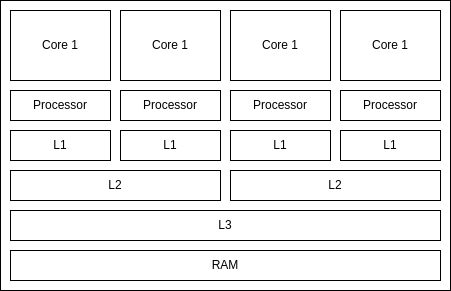 Core 1 Core 1 Core 1 Core 1
Processor Processor Processor Processor
L1 L1 L1 L1
L2 L2
L3
RAM